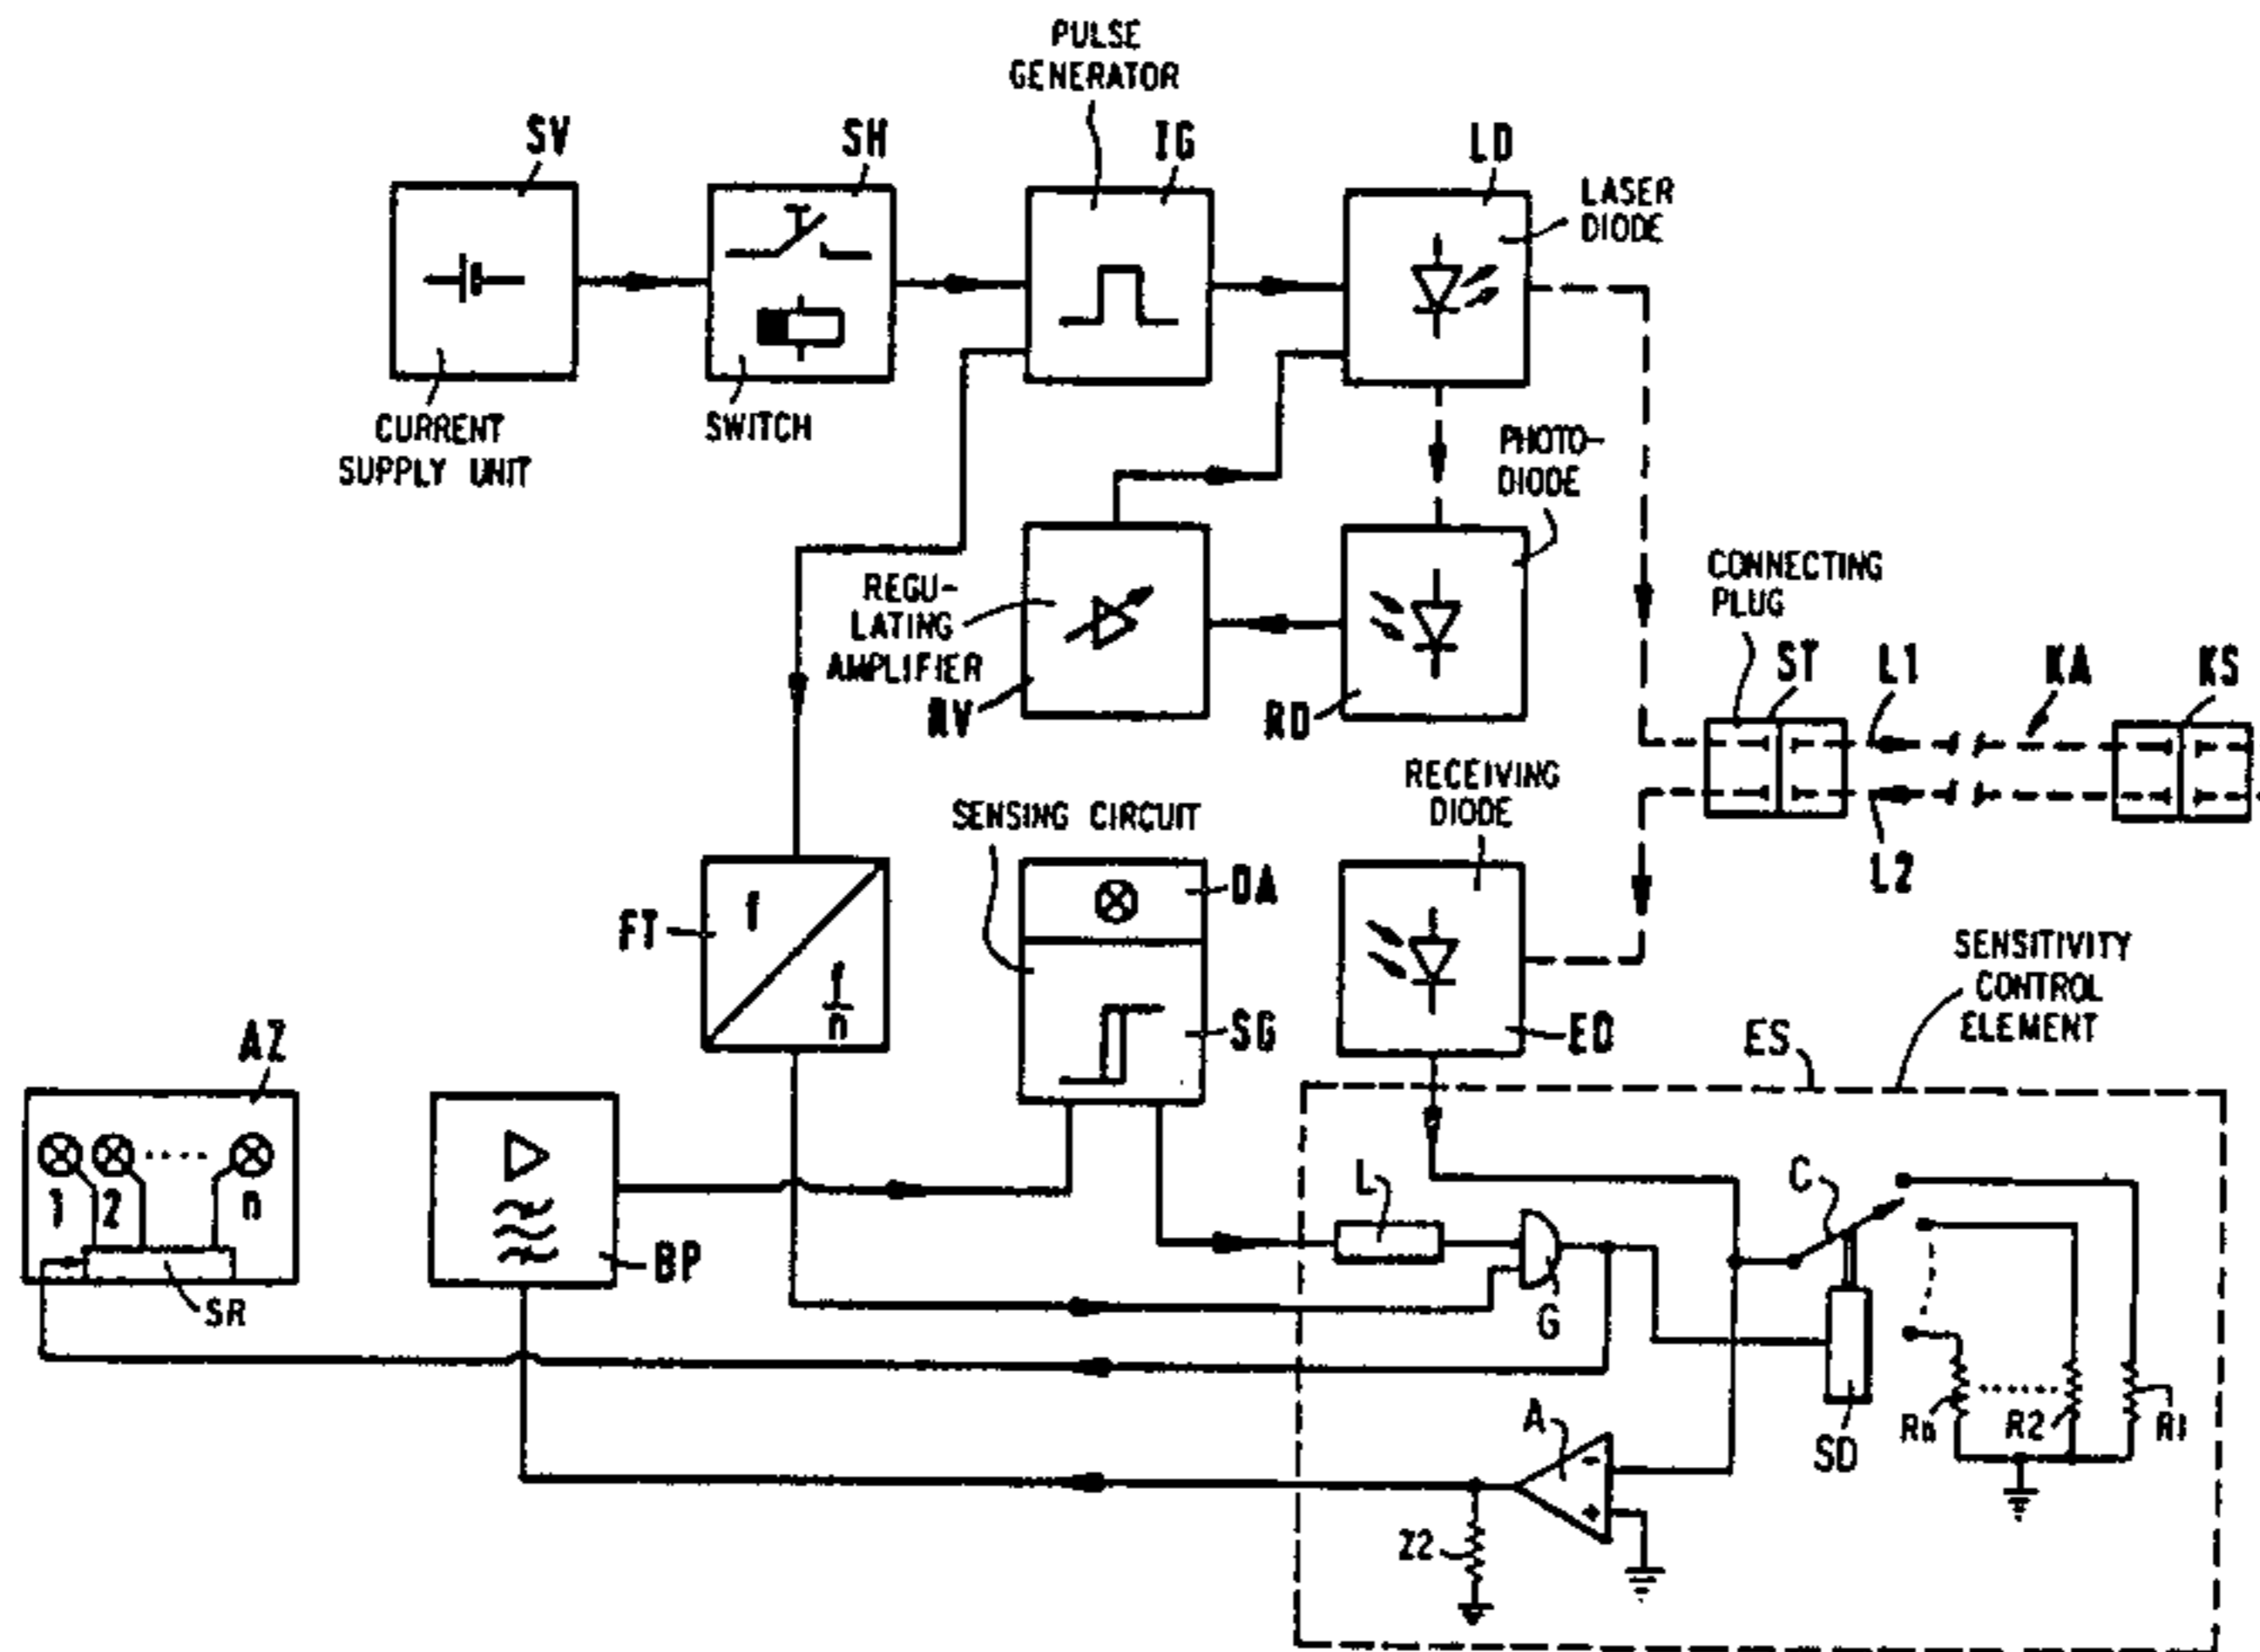 PULSE
GENERATOR
SV
SH
IG
LD
LASER
DIODE
CURRENT
SUPPLY UNIT
SWITCH
PHOTO-
DIODE
REGU-
LATING
AMPLIFIER
RV
RD
CONNECTING
PLUG
ST
L1
KA
KS
L2
RECEIVING
DIODE
SENSING CIRCUIT
DA
FT
f
f
n
SG
ED
SENSITIVITY
CONTROL
ELEMENT
ES
AZ
1
2
n
SR
BP
L
G
C
SD
Rn
R2
R1
A
-
+
Z2